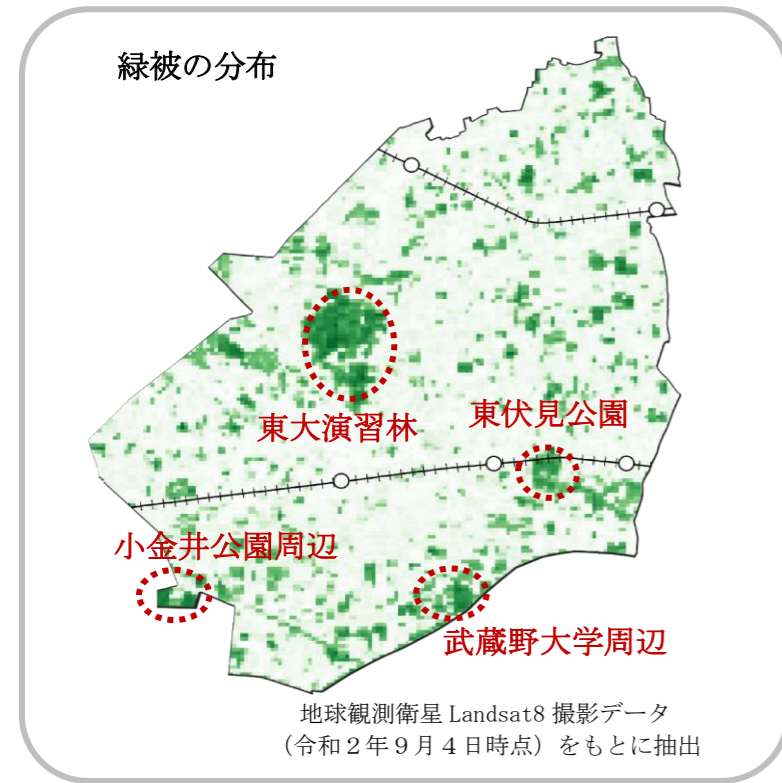 緑被の分布
東大演習林
東伏見公園
小金井公園周辺
武蔵野大学周辺
地球観測衛星 Landsat8 撮影データ
（令和２年９月４日時点）をもとに抽出